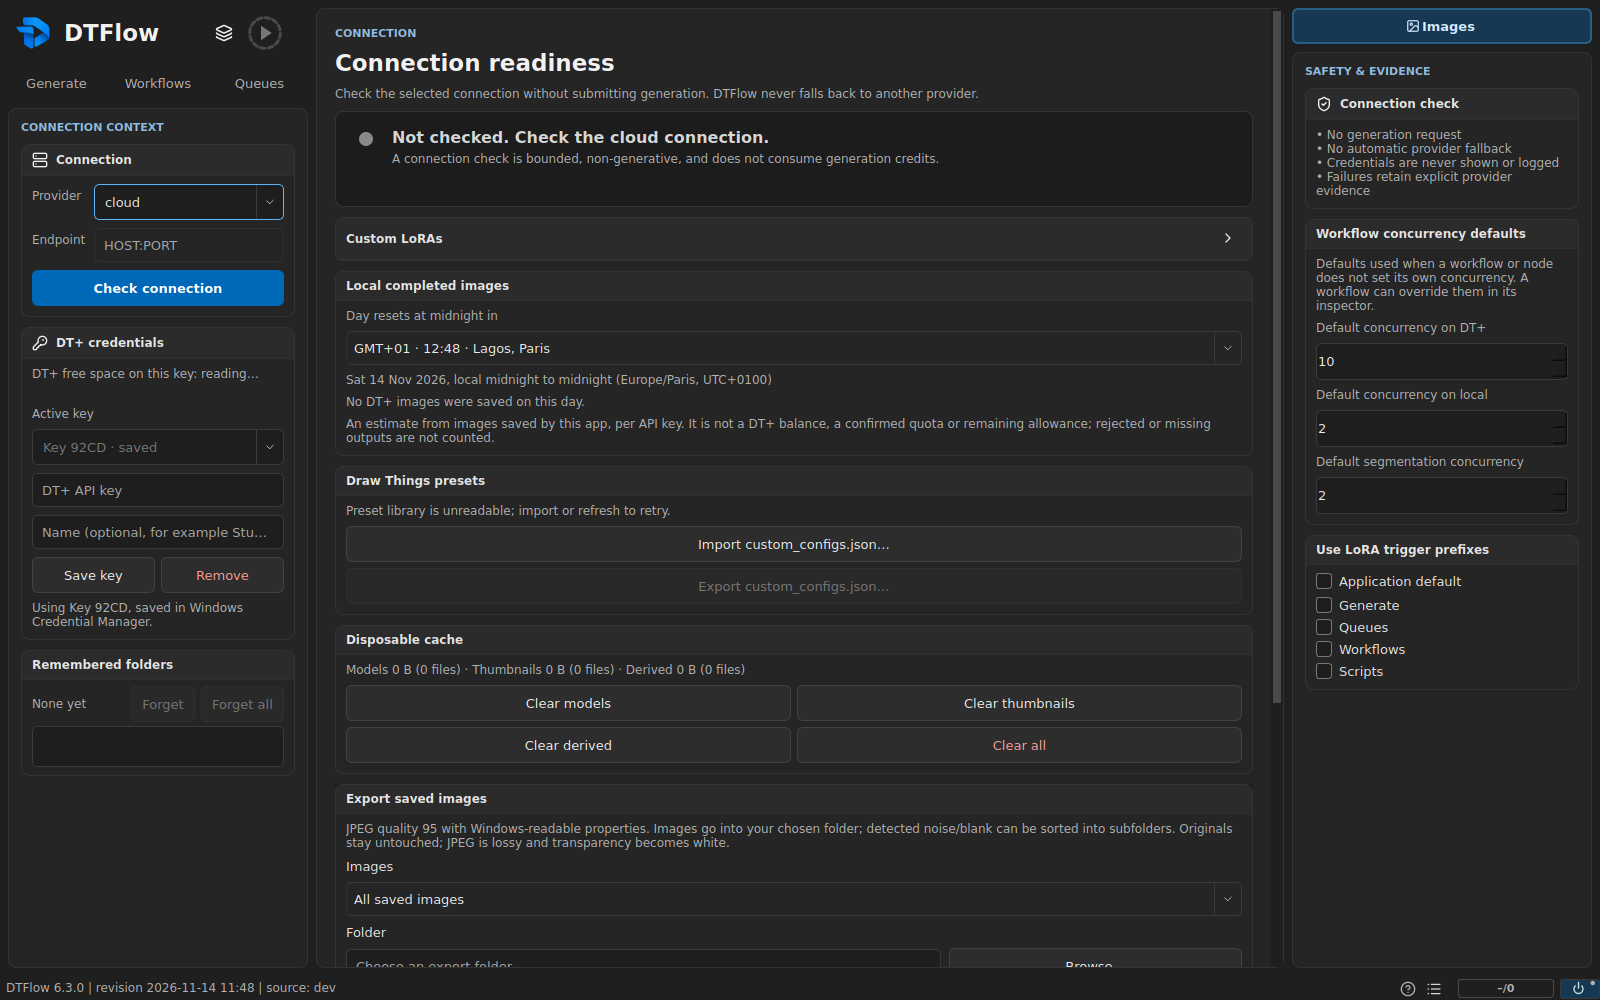 DTFlow
Generate
Workflows
Queues
CONNECTION CONTEXT
Connection
Provider
cloud
Endpoint
HOST:PORT
Check connection
DT+ credentials
DT+ free space on this key: reading...
Active key
Key 92CD · saved
DT+ API key
Name (optional, for example Stu...
Save key
Remove
Using Key 92CD, saved in Windows
Credential Manager.
Remembered folders
None yet
Forget
Forget all
CONNECTION
Connection readiness
Check the selected connection without submitting generation. DTFlow never falls back to another provider.
Not checked. Check the cloud connection.
A connection check is bounded, non-generative, and does not consume generation credits.
Custom LoRAs
Local completed images
Day resets at midnight in
GMT+01 · 12:48 · Lagos, Paris
Sat 14 Nov 2026, local midnight to midnight (Europe/Paris, UTC+0100)
No DT+ images were saved on this day.
An estimate from images saved by this app, per API key. It is not a DT+ balance, a confirmed quota or remaining allowance; rejected or missing
outputs are not counted.
Draw Things presets
Preset library is unreadable; import or refresh to retry.
Import custom_configs.json...
Export custom_configs.json...
Disposable cache
Models 0 B (0 files) · Thumbnails 0 B (0 files) · Derived 0 B (0 files)
Clear models
Clear thumbnails
Clear derived
Clear all
Export saved images
JPEG quality 95 with Windows-readable properties. Images go into your chosen folder; detected noise/blank can be sorted into subfolders. Originals
stay untouched; JPEG is lossy and transparency becomes white.
Images
All saved images
Folder
Choose an export folder
Browse
Images
SAFETY & EVIDENCE
Connection check
• No generation request
• No automatic provider fallback
• Credentials are never shown or logged
• Failures retain explicit provider
evidence
Workflow concurrency defaults
Defaults used when a workflow or node
does not set its own concurrency. A
workflow can override them in its
inspector.
Default concurrency on DT+
10
Default concurrency on local
2
Default segmentation concurrency
2
Use LoRA trigger prefixes
Application default
Generate
Queues
Workflows
Scripts
DTFlow 6.3.0 | revision 2026-11-14 11:48 | source: dev
–/0